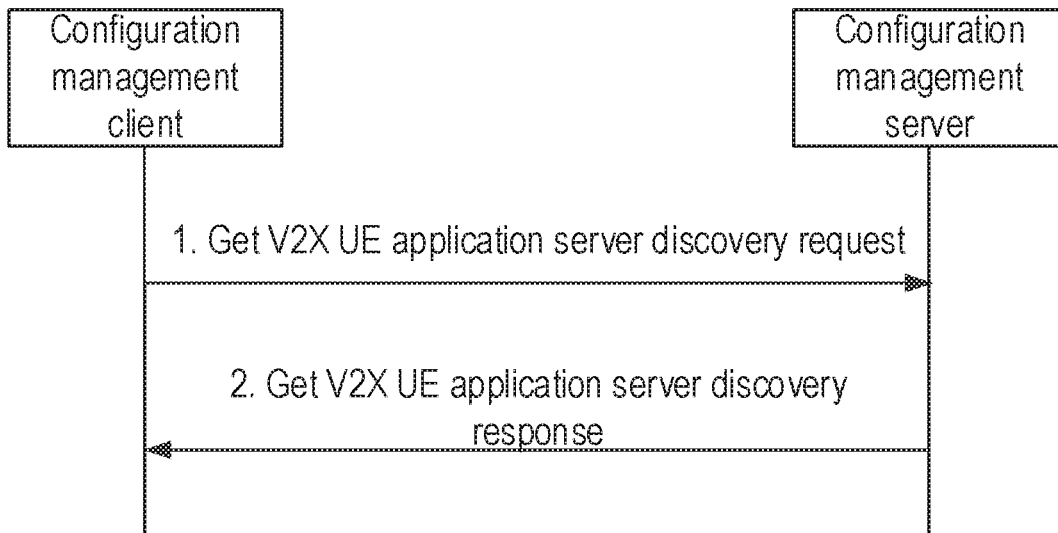 Configuration
management
client
Configuration
management
server
1. Get V2X UE application server discovery request
2. Get V2X UE application server discovery
response